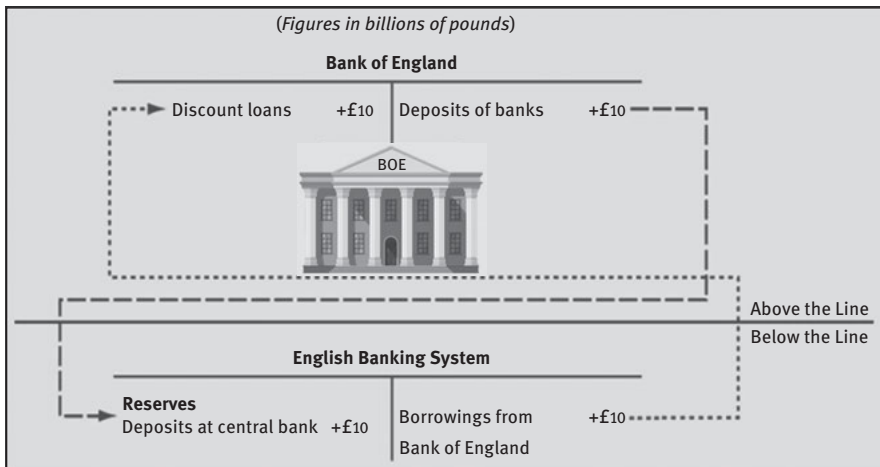 (Figures in billions of pounds)
Bank of England
Discount loans +£10 Deposits of banks +£10
BOE
Above the Line
Below the Line
English Banking System
Reserves
Deposits at central bank +£10 Borrowings from +£10
Bank of England